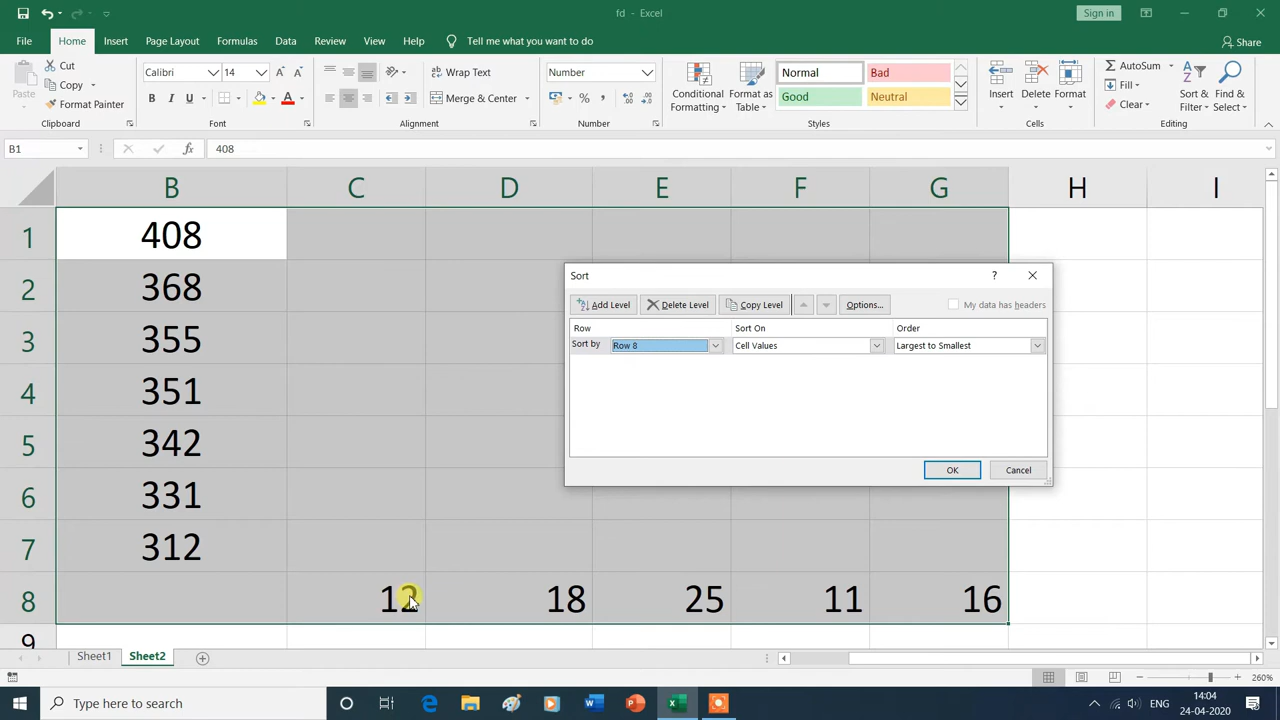 fd - Excel
Sign in
File Home Insert Page Layout Formulas Data Review View Help Tell me what you want to do Share
Paste
Cut
Copy
Format Painter
Clipboard
Calibri 14
B I U A
Font
Wrap Text
Merge & Center
Alignment
Number
% ,
Number
Conditional Formatting
Format as Table
Normal Bad
Good Neutral
Styles
Insert Delete Format
Cells
AutoSum
Fill
Clear
Sort & Filter
Find & Select
Editing
B1 fx 408
B C D E F G H I
1 408
2 368
3 355
4 351
5 342
6 331
7 312
8 12 18 25 11 16
9
Sort ?
Add Level Delete Level Copy Level Options... My data has headers
Row Sort On Order
Sort by Row 8 Cell Values Largest to Smallest
OK Cancel
Sheet1 Sheet2
260%
Type here to search
ENG
14:04
24-04-2020